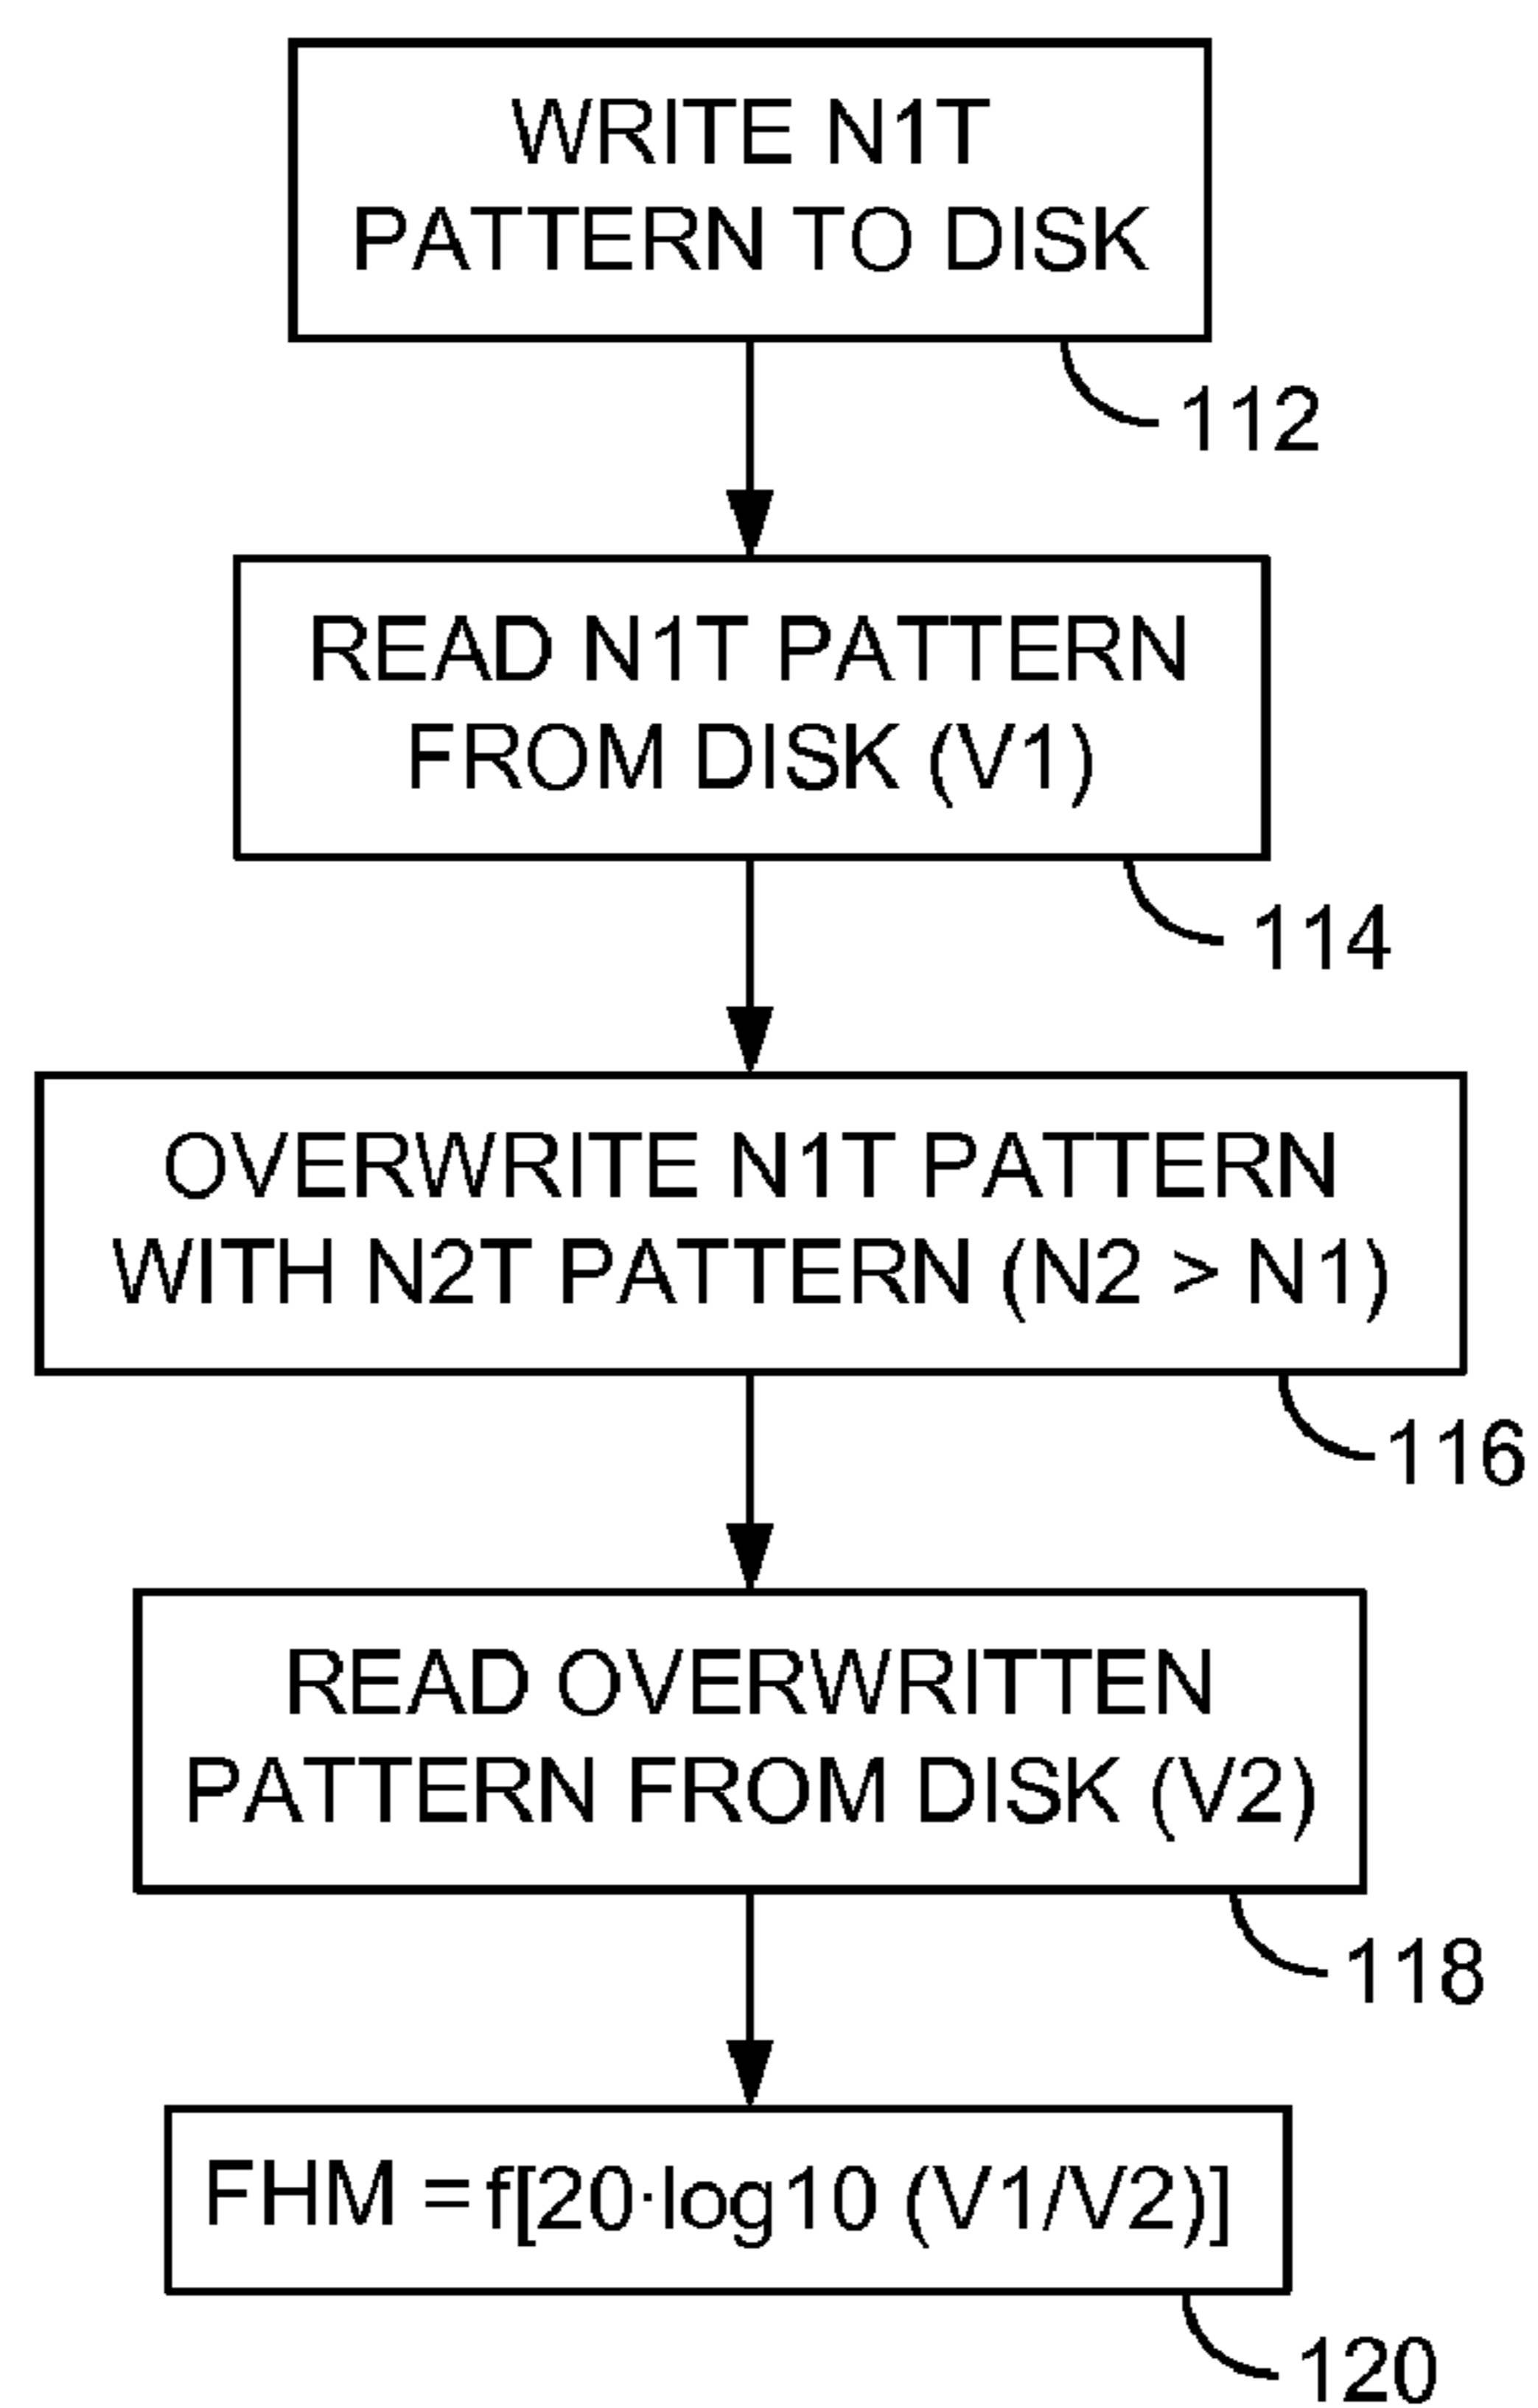 WRITE N1T
PATTERN TO DISK
112
READ N1T PATTERN
FROM DISK (V1)
114
OVERWRITE N1T PATTERN
WITH N2T PATTERN (N2 > N1)
116
READ OVERWRITTEN
PATTERN FROM DISK (V2)
118
FHM = f[20·log10 (V1/V2)]
120